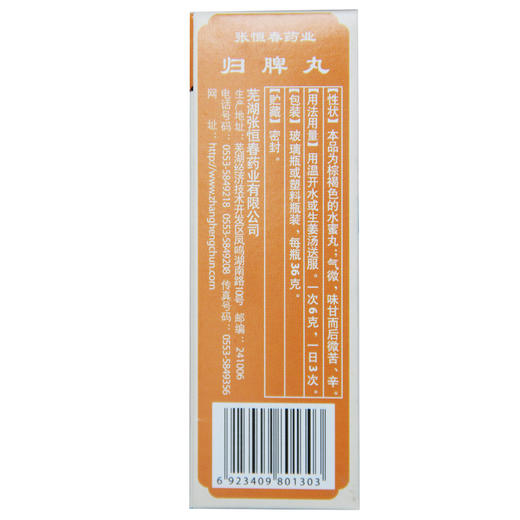 张恒春药业
归脾丸
【性状】本品为棕褐色的水蜜丸；气微，味甘而后微苦、辛。
【用法用量】用温开水或生姜汤送服。一次6克，一日3次。
【包装】玻璃瓶或塑料瓶装，每瓶36克。
【贮藏】密封。
芜湖张恒春药业有限公司
生产地址：芜湖经济技术开发区凤鸣湖南路10号 邮编：241006
电话号码：0553-5849218 0553-5849208 传真号码：0553-5849356
网 址：http://www.zhanghengchun.com
6 923409 801303